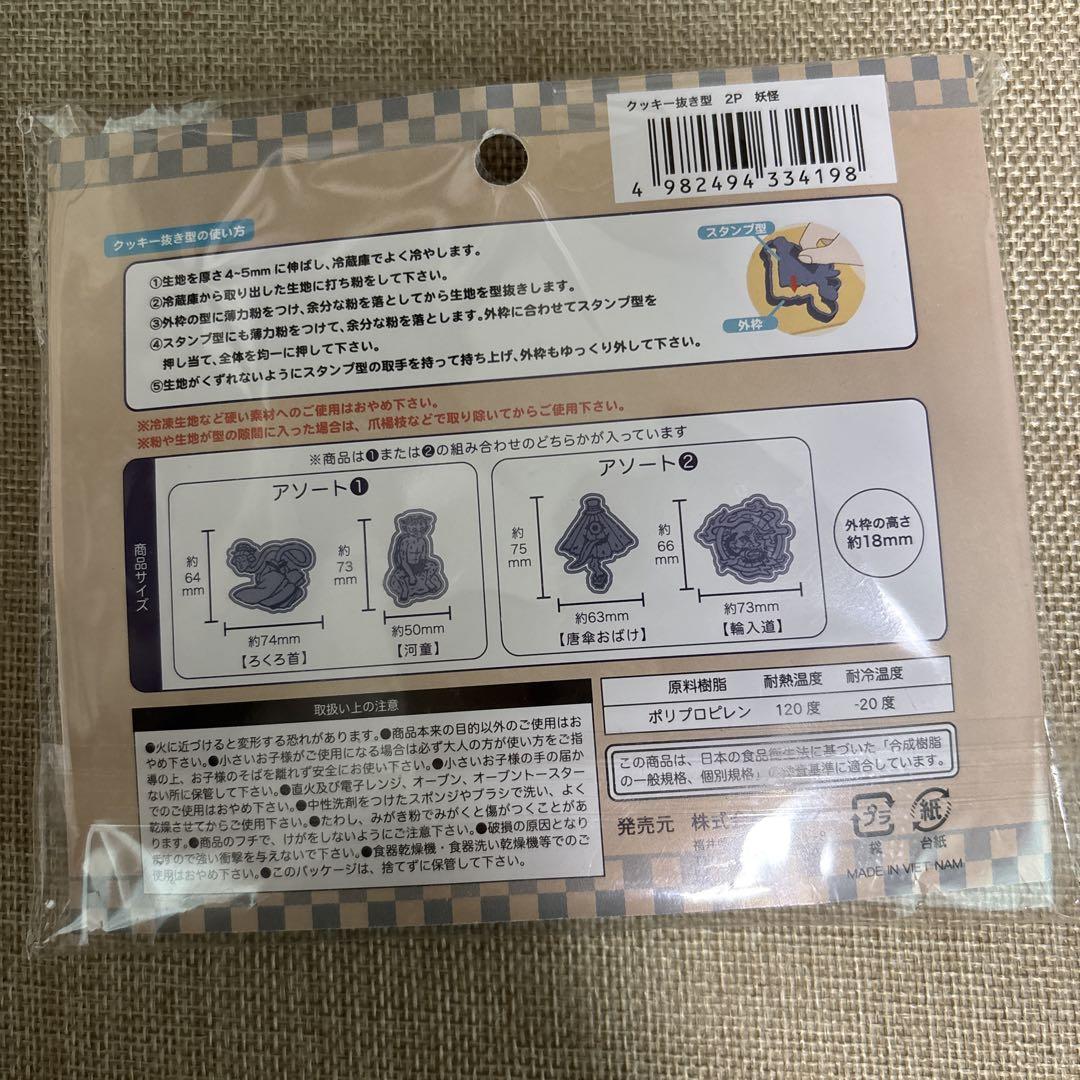 クッキー抜き型 2P 妖怪
4 982494 334198
クッキー抜き型の使い方
①生地を厚さ4~5mmに伸ばし、冷蔵庫でよく冷やします。
②冷蔵庫から取り出した生地に打ち粉をして下さい。
③外枠の型に薄力粉をつけ、余分な粉を落としてから生地を型抜きします。
④スタンプ型にも薄力粉をつけて、余分な粉を落とします。外枠に合わせてスタンプ型を
押し当て、全体を均一に押して下さい。
⑤生地がくずれないようにスタンプ型の取手を持って持ち上げ、外枠もゆっくり外して下さい。
スタンプ型
外枠
※冷凍生地など硬い素材へのご使用はおやめ下さい。
※粉や生地が型の隙間に入った場合は、爪楊枝などで取り除いてからご使用下さい。
※商品は❶または❷の組み合わせのどちらかが入っています
商品サイズ
アソート❶
約64mm
約74mm
【ろくろ首】
約73mm
約50mm
【河童】
アソート❷
約75mm
約63mm
【唐傘おばけ】
約66mm
約73mm
【輪入道】
外枠の高さ
約18mm
原料樹脂 耐熱温度 耐冷温度
ポリプロピレン 120度 -20度
この商品は、日本の食品衛生法に基づいた「合成樹脂
の一般規格、個別規格」の 基準に適合しています。
取扱い上の注意
●火に近づけると変形する恐れがあります。●商品本来の目的以外のご使用はお
やめ下さい。●小さいお子様がご使用になる場合は必ず大人の方が使い方をご指
導の上、お子様のそばを離れず安全にお使い下さい。●小さいお子様の手の届か
ない所に保管して下さい。●直火及び電子レンジ、オーブン、オーブントースター
でのご使用はおやめ下さい。●中性洗剤をつけたスポンジやブラシで洗い、よく
乾燥させてからご使用下さい。●たわし、みがき粉でみがくと傷がつくことがあ
ります。●商品のフチで、けがをしないようにご注意下さい。●破損の原因となり
ますので強い衝撃を与えないで下さい。●食器乾燥機・食器洗い乾燥機等でのご
使用はおやめ下さい。●このパッケージは、捨てずに保管して下さい。
発売元 株式
福井
プラ
袋
紙
台紙
MADE IN VIET NAM